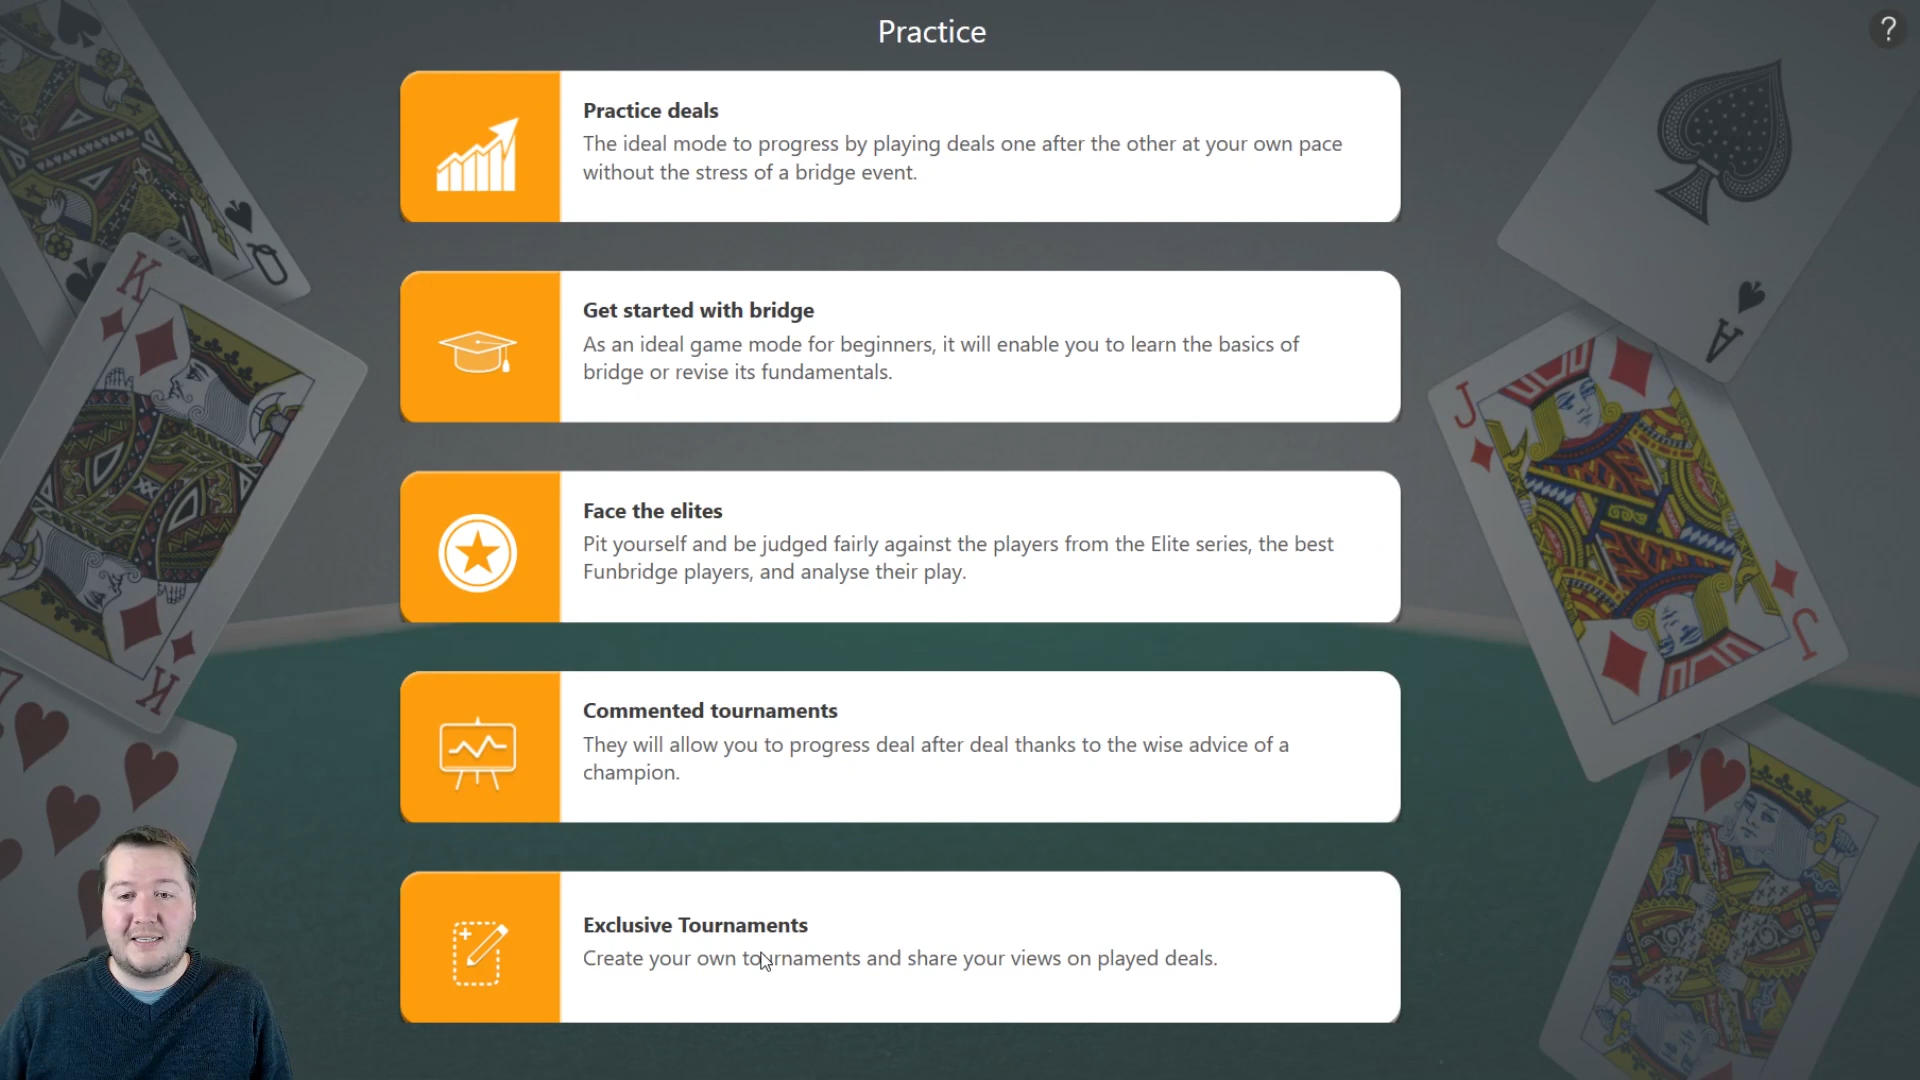 Practice
?
Practice deals
The ideal mode to progress by playing deals one after the other at your own pace
without the stress of a bridge event.
Get started with bridge
As an ideal game mode for beginners, it will enable you to learn the basics of
bridge or revise its fundamentals.
Face the elites
Pit yourself and be judged fairly against the players from the Elite series, the best
Funbridge players, and analyse their play.
Commented tournaments
They will allow you to progress deal after deal thanks to the wise advice of a
champion.
Exclusive Tournaments
Create your own tournaments and share your views on played deals.
Q
K
K
7
A
J
J